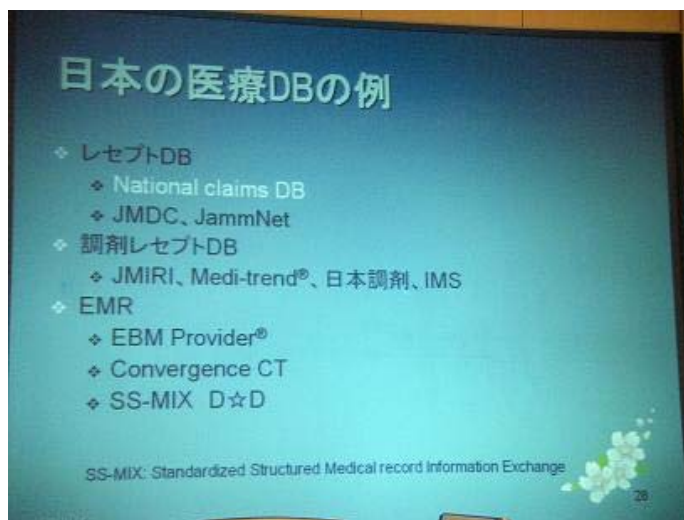 日本の医療DBの例
❖ レセプトDB
❖ National claims DB
❖ JMDC、JammNet
❖ 調剤レセプトDB
❖ JMIRI、Medi-trend®、日本調剤、IMS
❖ EMR
❖ EBM Provider®
❖ Convergence CT
❖ SS-MIX D☆D
SS-MIX: Standardized Structured Medical record Information Exchange
28